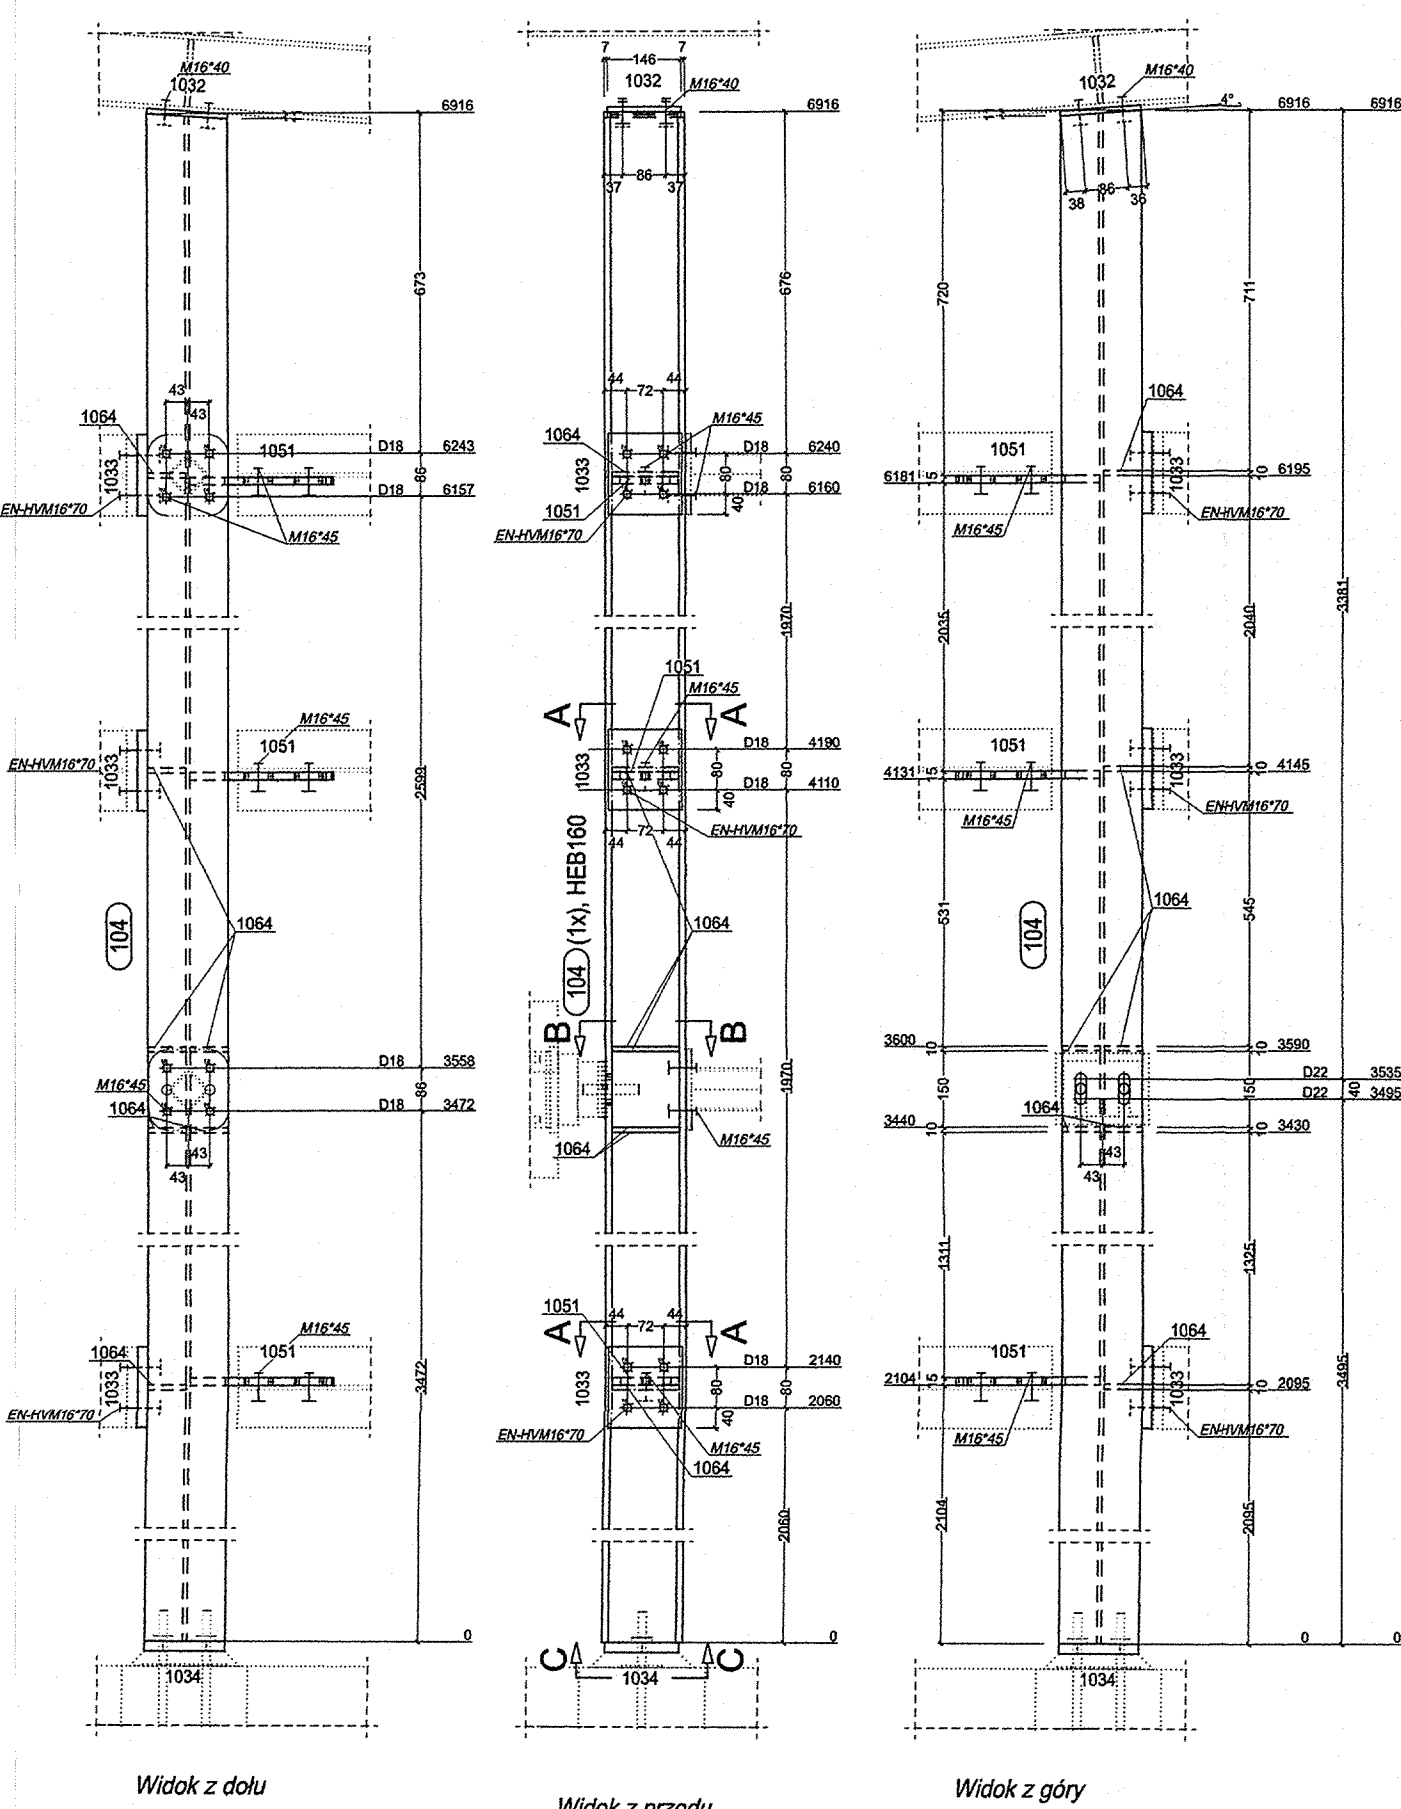 M16*40
1032
6916
673
43
43
1064
1051
D18
6243
1033
86
D18
6157
EN-HVM16*70
M16*45
M16*45
1051
EN-HVM16*70
1033
2599
104
1064
D18
3558
M16*45
86
1064
D18
3472
43
43
M16*45
1064
1051
1033
EN-HVM16*70
3472
0
1034
Widok z dołu
7
146
7
1032
M16*40
6916
37
86
37
676
44
72
44
M16*45
1064
D18
6240
1033
80
80
D18
6160
1051
40
EN-HVM16*70
1970
1051
M16*45
A
A
D18
4190
1033
80
80
D18
4110
40
72
EN-HVM16*70
44
44
104 (1x), HEB160
1064
B
B
1970
M16*45
1064
1051
44
72
44
A
A
D18
2140
1033
80
80
D18
2060
40
EN-HVM16*70
M16*45
1064
2060
0
C
C
1034
Widok z przodu
M16*40
1032
4°
6916
6916
38
86
36
720
711
1064
1051
6181
15
1033
10
6195
EN-HVM16*70
M16*45
3381
2035
2040
1051
4131
15
1033
10
4145
ENHVM16*70
M16*45
1064
531
104
545
3600
10
10
3590
D22
3535
150
150
D22
40
3495
1064
3440
10
10
3430
43
43
1311
1325
1064
1051
3495
2104
15
1033
10
2095
EN-HVM16*70
M16*45
2104
2095
0
0
1034
Widok z góry